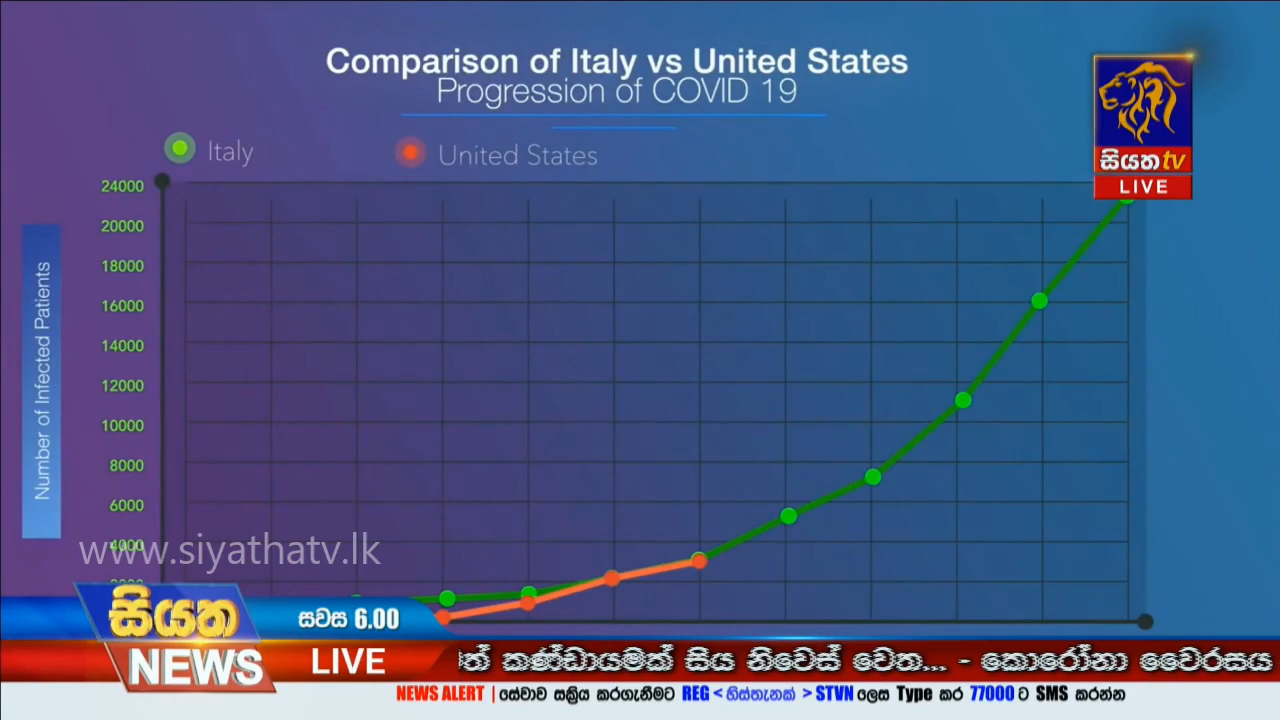 Comparison of Italy vs United States
Progression of COVID 19
Italy
United States
සියත tv
LIVE
Number of Infected Patients
24000
20000
18000
16000
14000
12000
10000
8000
6000
4000
2000
www.siyathatv.lk
සියත
NEWS
සවස 6.00
LIVE
කණ්ඩායමක් සිය නිවෙස් වෙත... - කොරෝනා වෛරසය
NEWS ALERT | සේවාව සක්‍රිය කරගැනීමට REG < හිස්තැනක් > STVN ලෙස Type කර 77000 ට SMS කරන්න